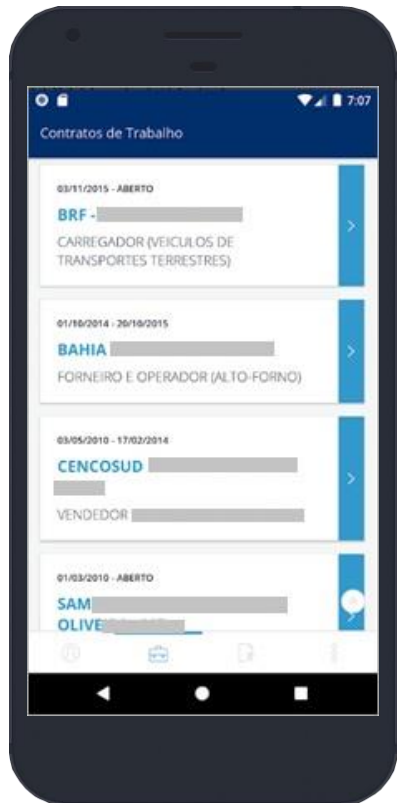 7:07
Contratos de Trabalho
03/11/2015 - ABERTO
BRF -
CARREGADOR (VEICULOS DE
TRANSPORTES TERRESTRES)
01/10/2014 - 20/10/2015
BAHIA
FORNEIRO E OPERADOR (ALTO-FORNO)
03/05/2010 - 17/02/2014
CENCOSUD
VENDEDOR
01/03/2010 - ABERTO
SAM
OLIVE